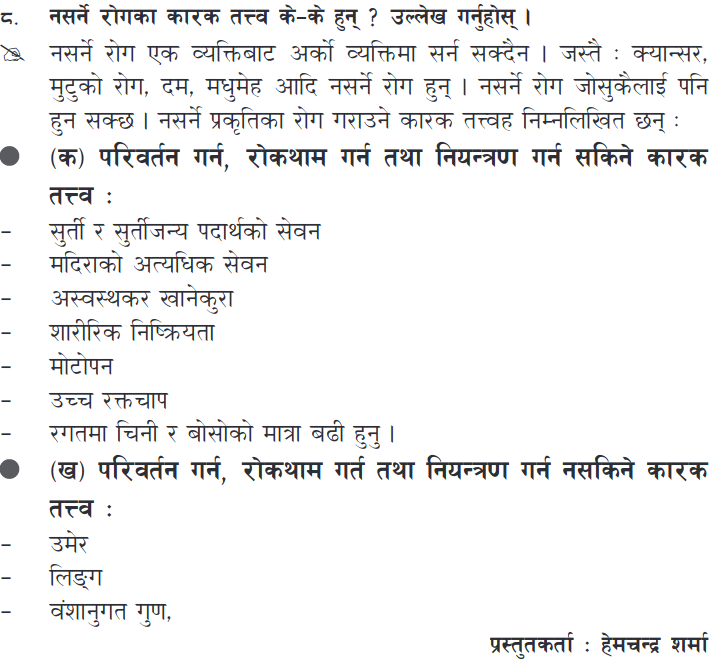 ८. नसर्ने रोगका कारक तत्त्व के-के हुन् ? उल्लेख गर्नुहोस् ।
नसर्ने रोग एक व्यक्तिबाट अर्को व्यक्तिमा सर्न सक्दैन । जस्तै : क्यान्सर,
मुटुको रोग, दम, मधुमेह आदि नसर्ने रोग हुन् । नसर्ने रोग जोसुकैलाई पनि
हुन सक्छ । नसर्ने प्रकृतिका रोग गराउने कारक तत्त्वह निम्नलिखित छन् :
● (क) परिवर्तन गर्न, रोकथाम गर्न तथा नियन्त्रण गर्न सकिने कारक
तत्त्व :
– सुर्ती र सुर्तीजन्य पदार्थको सेवन
– मदिराको अत्यधिक सेवन
– अस्वस्थकर खानेकुरा
– शारीरिक निष्क्रियता
– मोटोपन
– उच्च रक्तचाप
– रगतमा चिनी र बोसोको मात्रा बढी हुनु ।
● (ख) परिवर्तन गर्न, रोकथाम गर्त तथा नियन्त्रण गर्न नसकिने कारक
तत्त्व :
– उमेर
– लिङ्ग
– वंशानुगत गुण,
प्रस्तुतकर्ता : हेमचन्द्र शर्मा